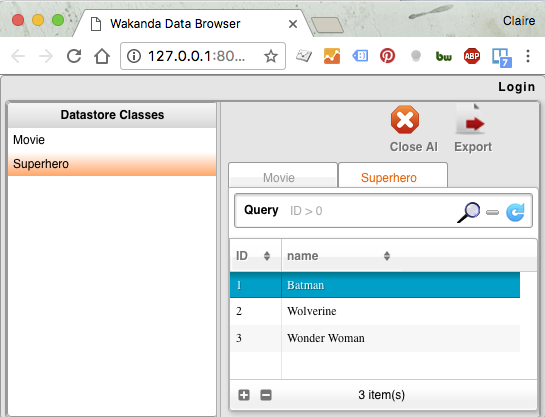 Wakanda Data Browser
Claire
127.0.0.1:80...
bw
ABP
7
Login
Datastore Classes
Movie
Superhero
Close Al
Export
Movie
Superhero
Query ID > 0
ID name
1 Batman
2 Wolverine
3 Wonder Woman
3 item(s)